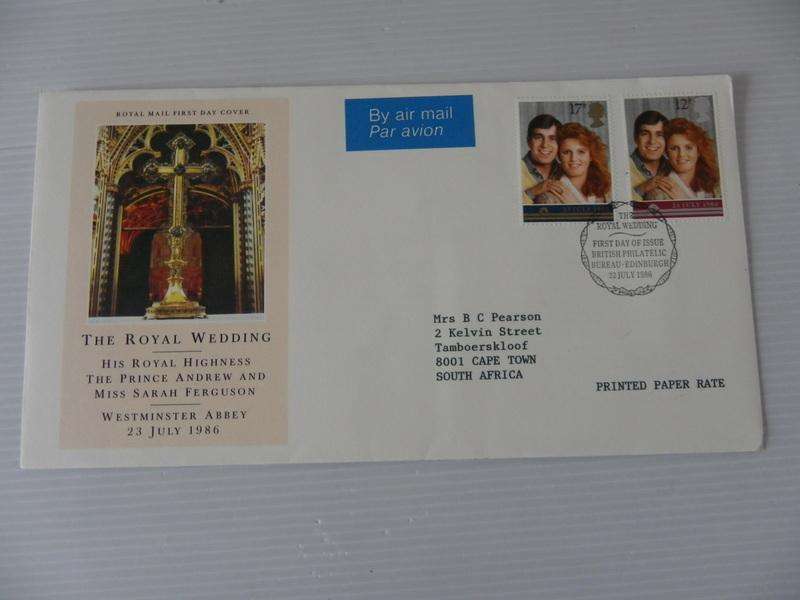 ROYAL MAIL FIRST DAY COVER
THE ROYAL WEDDING
HIS ROYAL HIGHNESS
THE PRINCE ANDREW AND
MISS SARAH FERGUSON
WESTMINSTER ABBEY
23 JULY 1986
By air mail
Par avion
17P
12P
23 JULY 1986
THE
ROYAL WEDDING
FIRST DAY OF ISSUE
BRITISH PHILATELIC
BUREAU·EDINBURGH
22 JULY 1986
Mrs B C Pearson
2 Kelvin Street
Tamboerskloof
8001 CAPE TOWN
SOUTH AFRICA
PRINTED PAPER RATE